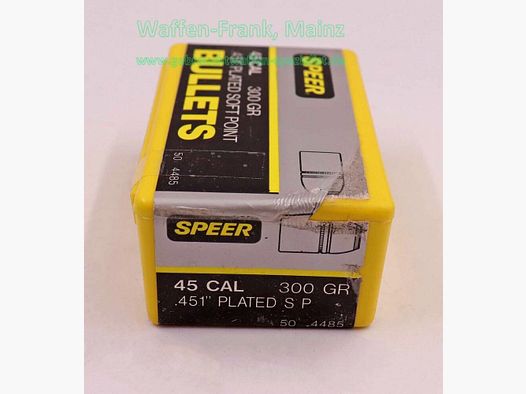 Waffen-Frank, Mainz
45 CAL 300 GR
.451" PLATED SOFT POINT
BULLETS
SPEER
50 4485
SPEER
45 CAL 300 GR
.451" PLATED S P
50 4485